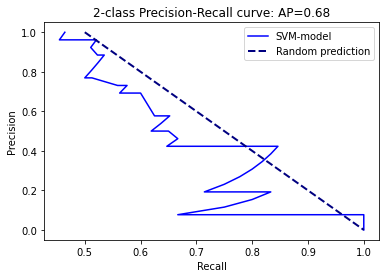 2-class Precision-Recall curve: AP=0.68
SVM-model
Random prediction
Precision
1.0
0.8
0.6
0.4
0.2
0.0
0.5 0.6 0.7 0.8 0.9 1.0
Recall